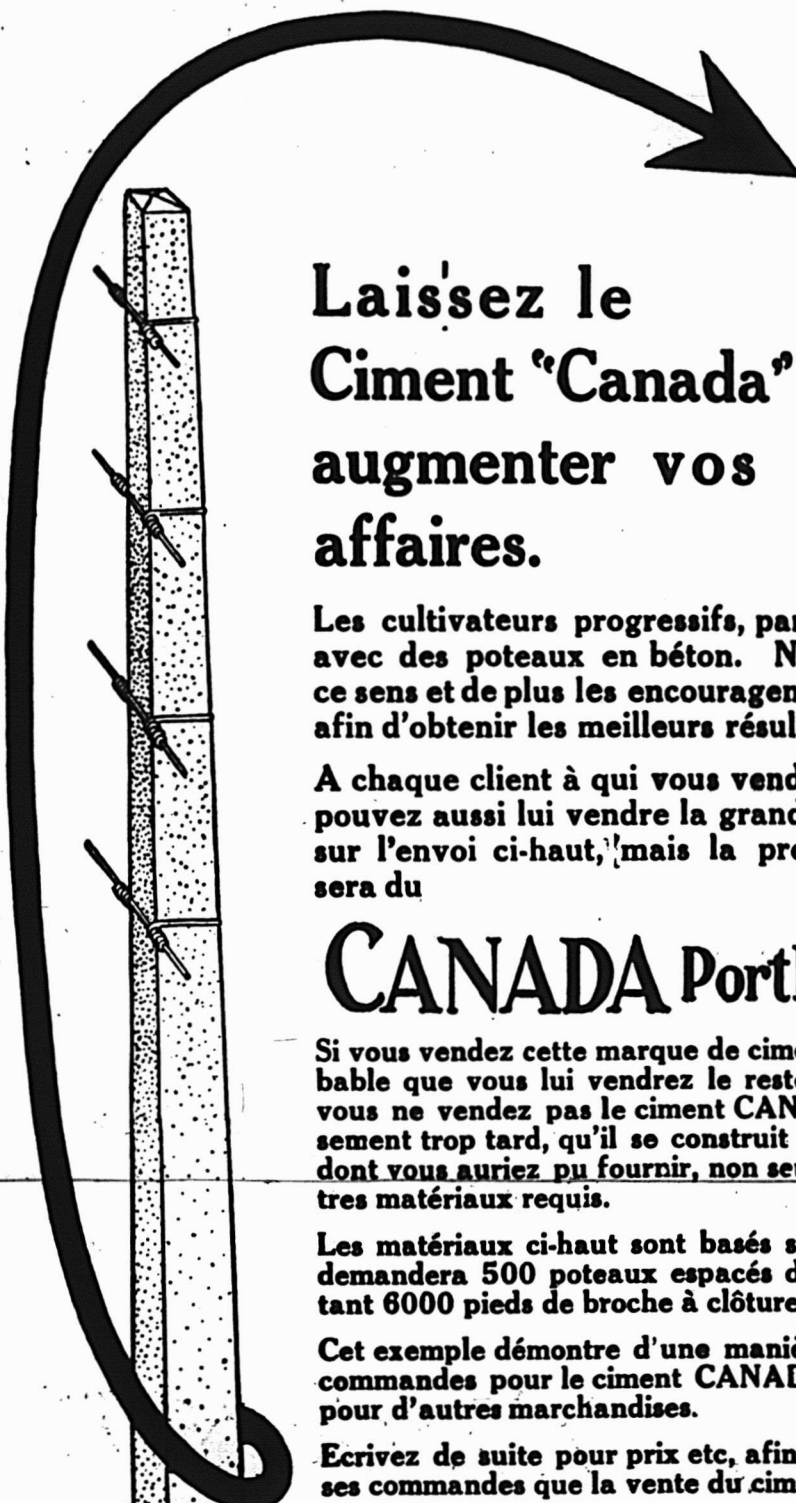 Laissez le
Ciment "Canada"
augmenter vos
affaires.
Les cultivateurs progressifs, par
avec des poteaux en béton. N
ce sens et de plus les encouragen
afin d'obtenir les meilleurs résul
A chaque client à qui vous vend
pouvez aussi lui vendre la grand
sur l'envoi ci-haut, mais la pre
sera du
CANADA Portl
Si vous vendez cette marque de cime
bable que vous lui vendrez le reste
vous ne vendez pas le ciment CAN
sement trop tard, qu'il se construit
dont vous auriez pu fournir, non seu
tres matériaux requis.
Les matériaux ci-haut sont basés s
demandera 500 poteaux espacés d
tant 6000 pieds de broche à clôture
Cet exemple démontre d'une maniè
commandes pour le ciment CANAD
pour d'autres marchandises.
Ecrivez de suite pour prix etc, afin
ses commandes que la vente du cim